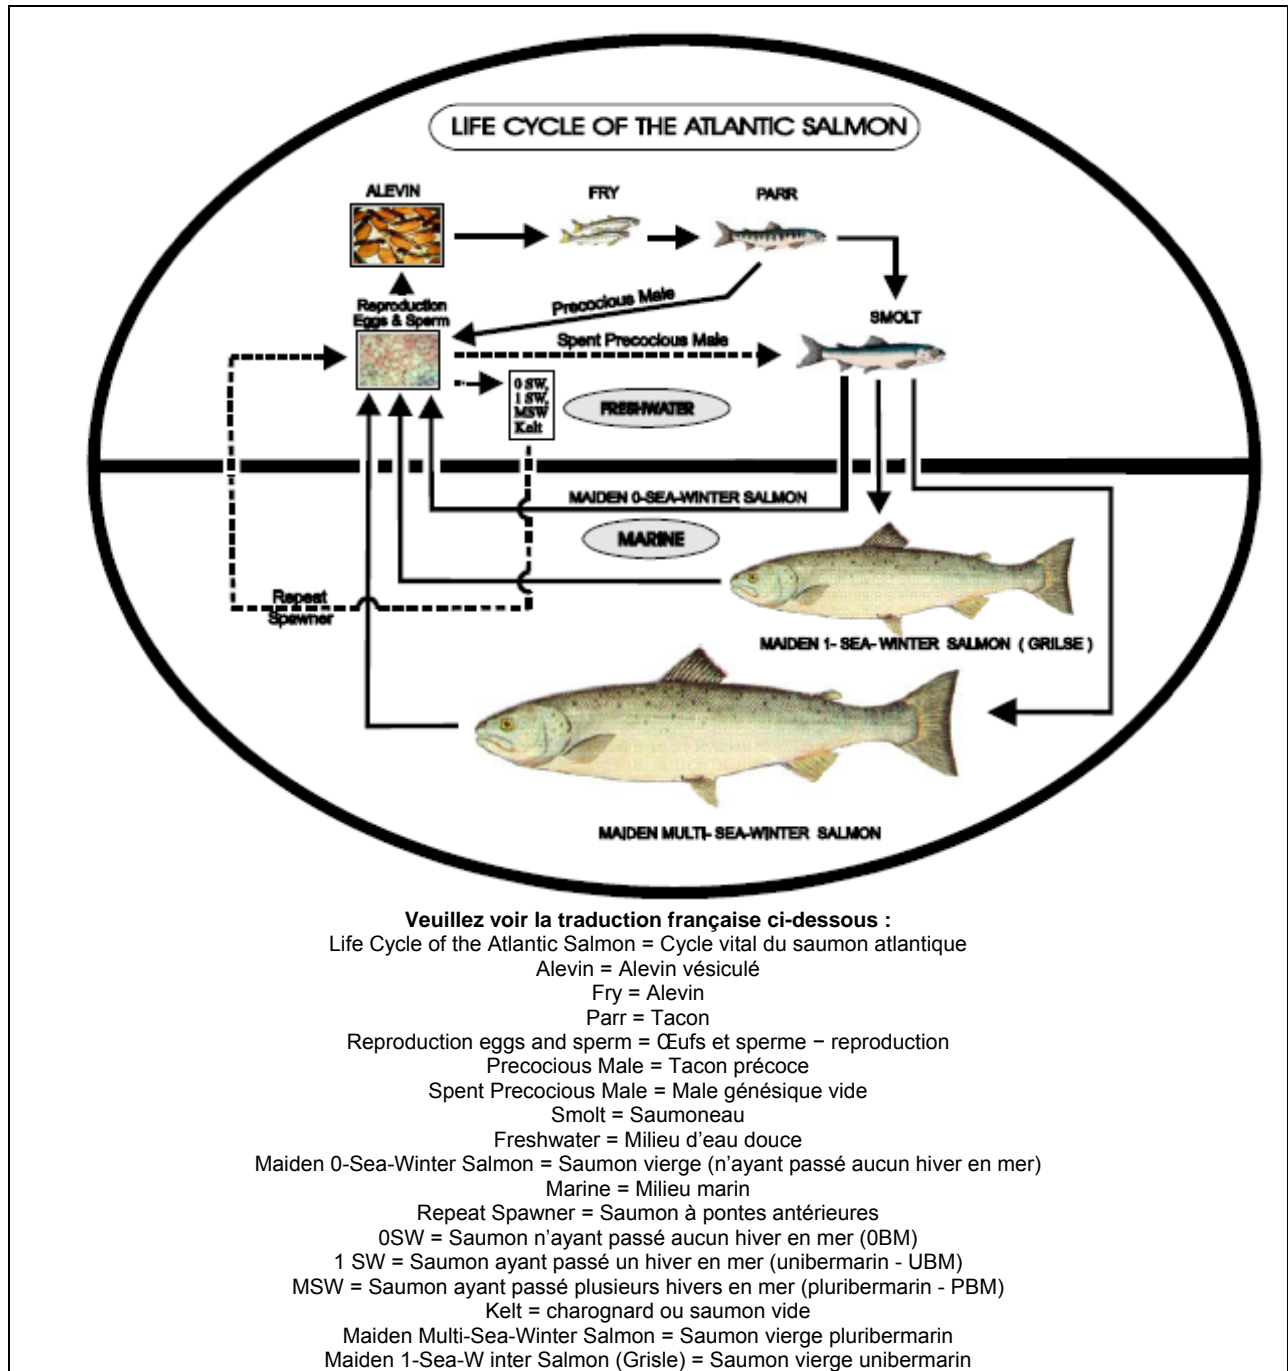 LIFE CYCLE OF THE ATLANTIC SALMON
ALEVIN
FRY
PARR
Reproduction
Eggs & Sperm
Precocious Male
SMOLT
Spent Precocious Male
0 SW,
1 SW,
MSW
Kelt
FRESHWATER
MAIDEN 0-SEA-WINTER SALMON
MARINE
Repeat
Spawner
MAIDEN 1- SEA- WINTER SALMON ( GRILSE )
MAIDEN MULTI- SEA-WINTER SALMON
Veuillez voir la traduction française ci-dessous :
Life Cycle of the Atlantic Salmon = Cycle vital du saumon atlantique
Alevin = Alevin vésiculé
Fry = Alevin
Parr = Tacon
Reproduction eggs and sperm = Œufs et sperme − reproduction
Precocious Male = Tacon précoce
Spent Precocious Male = Male génésique vide
Smolt = Saumoneau
Freshwater = Milieu d'eau douce
Maiden 0-Sea-Winter Salmon = Saumon vierge (n'ayant passé aucun hiver en mer)
Marine = Milieu marin
Repeat Spawner = Saumon à pontes antérieures
0SW = Saumon n'ayant passé aucun hiver en mer (0BM)
1 SW = Saumon ayant passé un hiver en mer (unibermarin - UBM)
MSW = Saumon ayant passé plusieurs hivers en mer (pluribermarin - PBM)
Kelt = charognard ou saumon vide
Maiden Multi-Sea-Winter Salmon = Saumon vierge pluribermarin
Maiden 1-Sea-W inter Salmon (Grisle) = Saumon vierge unibermarin